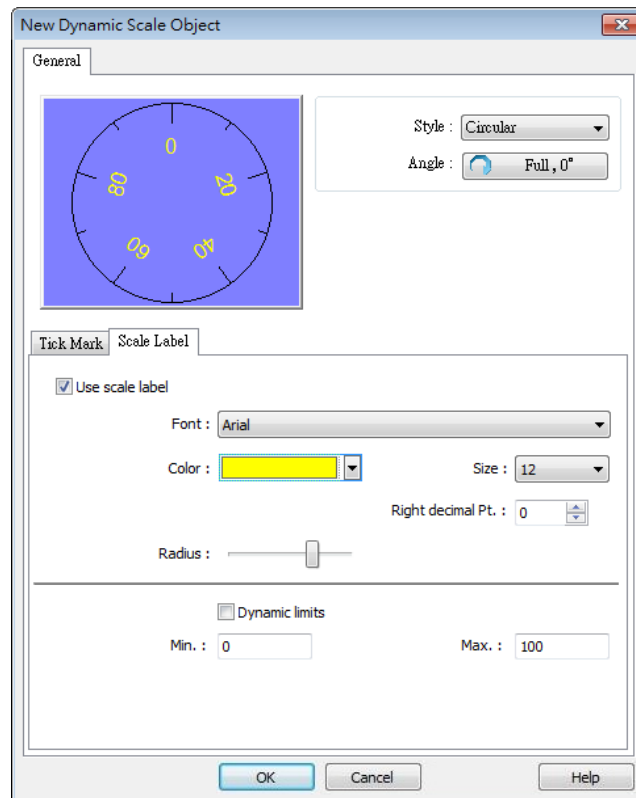 New Dynamic Scale Object
General
0
20
40
60
80
Style : Circular
Angle : Full , 0°
Tick Mark Scale Label
Use scale label
Font : Arial
Color : Size : 12
Right decimal Pt. : 0
Radius :
Dynamic limits
Min. : 0 Max. : 100
OK Cancel Help